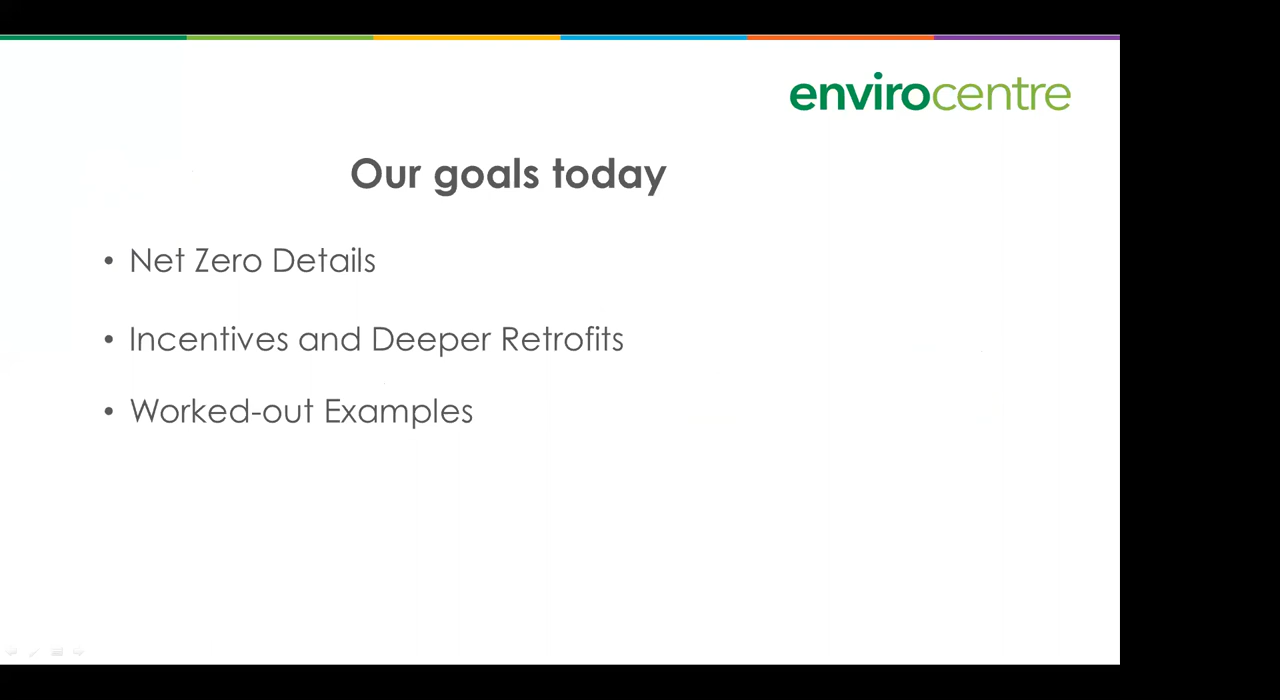 envirocentre
Our goals today
• Net Zero Details
• Incentives and Deeper Retrofits
• Worked-out Examples